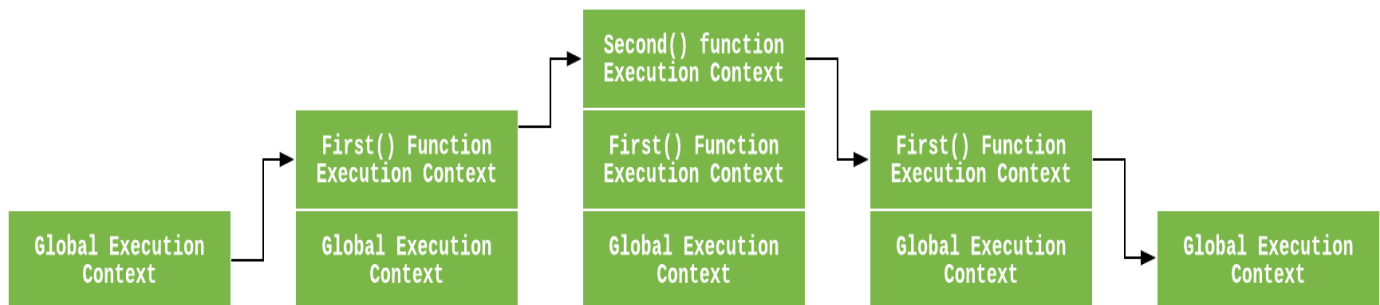 Global Execution
Context
First() Function
Execution Context
Global Execution
Context
Second() function
Execution Context
First() Function
Execution Context
Global Execution
Context
First() Function
Execution Context
Global Execution
Context
Global Execution
Context